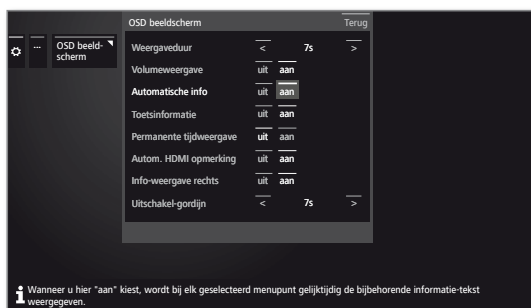 OSD beeldscherm Terug
... OSD beeld-
scherm
Weergaveduur < 7s >
Volumeweergave uit aan
Automatische info uit aan
Toetsinformatie uit aan
Permanente tijdweergave uit aan
Autom. HDMI opmerking uit aan
Info-weergave rechts uit aan
Uitschakel-gordijn < 7s >
i Wanneer u hier "aan" kiest, wordt bij elk geselecteerd menupunt gelijktijdig de bijbehorende informatie-tekst
weergegeven.